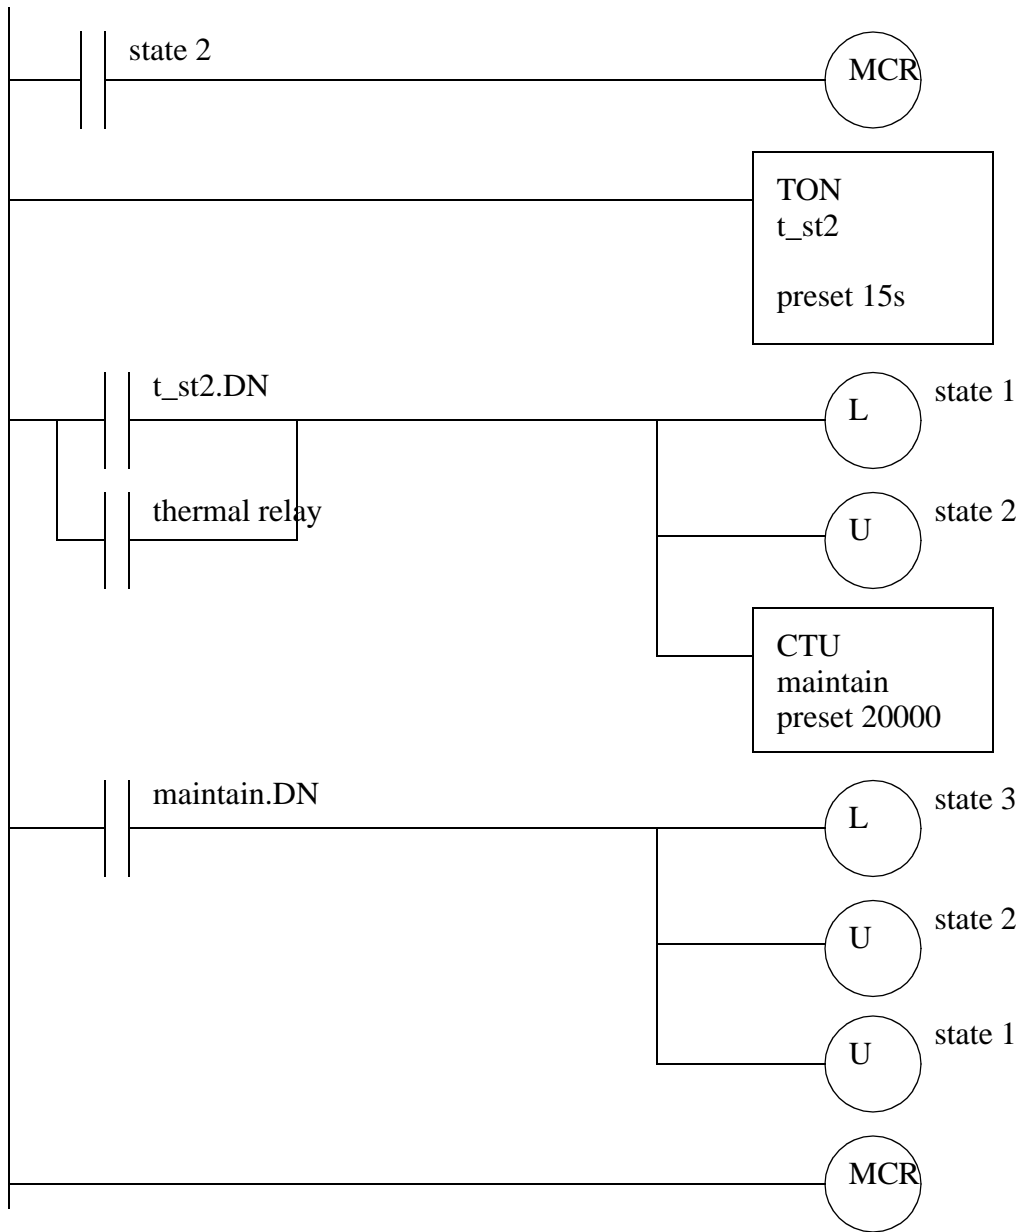 state 2
MCR
TON
t_st2
preset 15s
t_st2.DN
L
state 1
thermal relay
U
state 2
CTU
maintain
preset 20000
maintain.DN
L
state 3
U
state 2
U
state 1
MCR